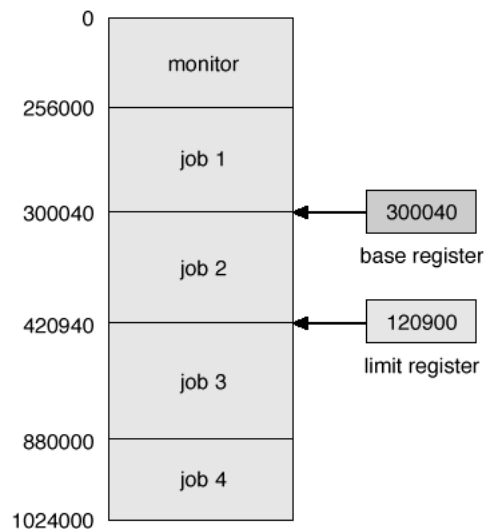 0
monitor
256000
job 1
300040
300040
base register
job 2
420940
120900
limit register
job 3
880000
job 4
1024000